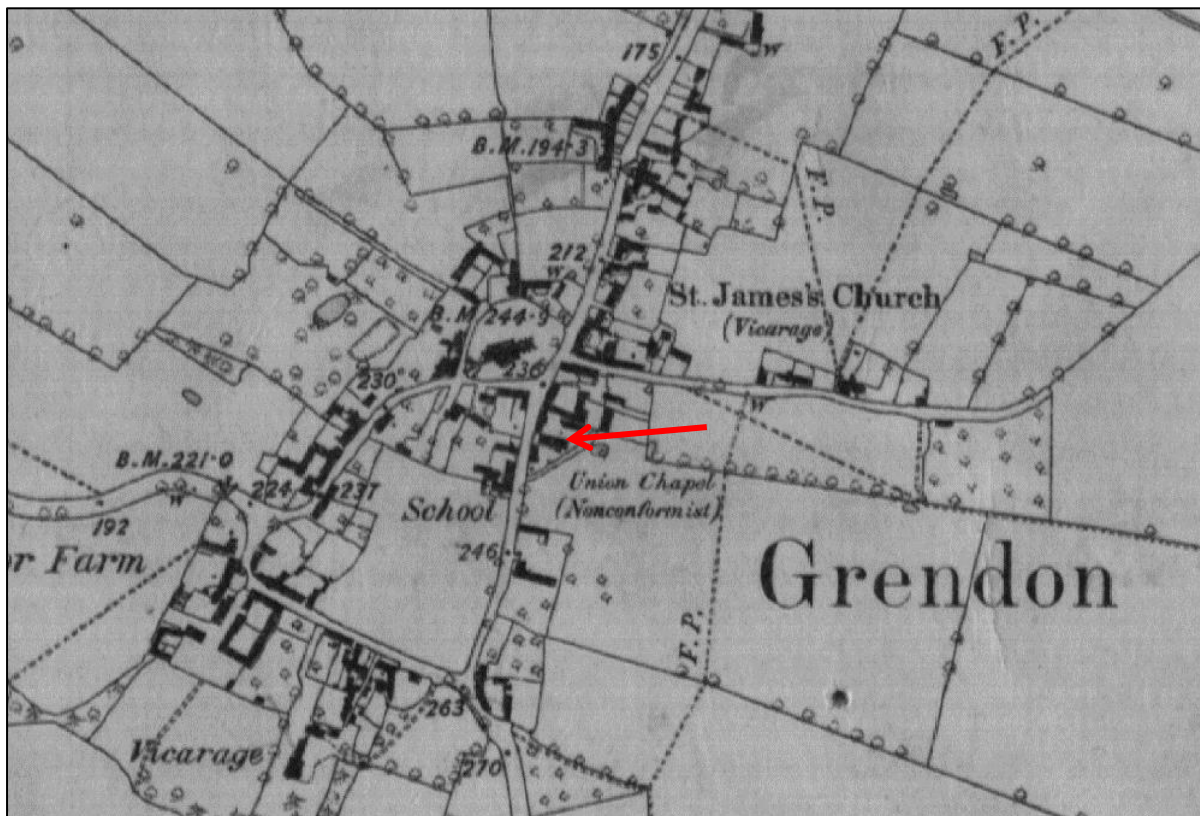 175
W
F. P.
B.M.194·3
F. P.
212
W
St. James's Church
(Vicarage)
B.M. 244·9
236
230
W
B.M.221·0
224
237
W
192
School
Union Chapel
(Nonconformist)
246
or Farm
Grendon
F. P.
263
Vicarage
270